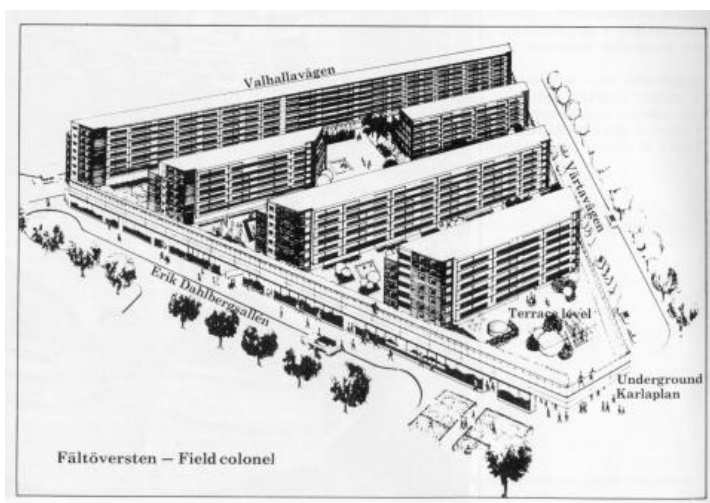 Valhallavägen
Värtavägen
Erik Dahlbergsallén
Terrace level
Underground
Karlaplan
Fältöversten — Field colonel